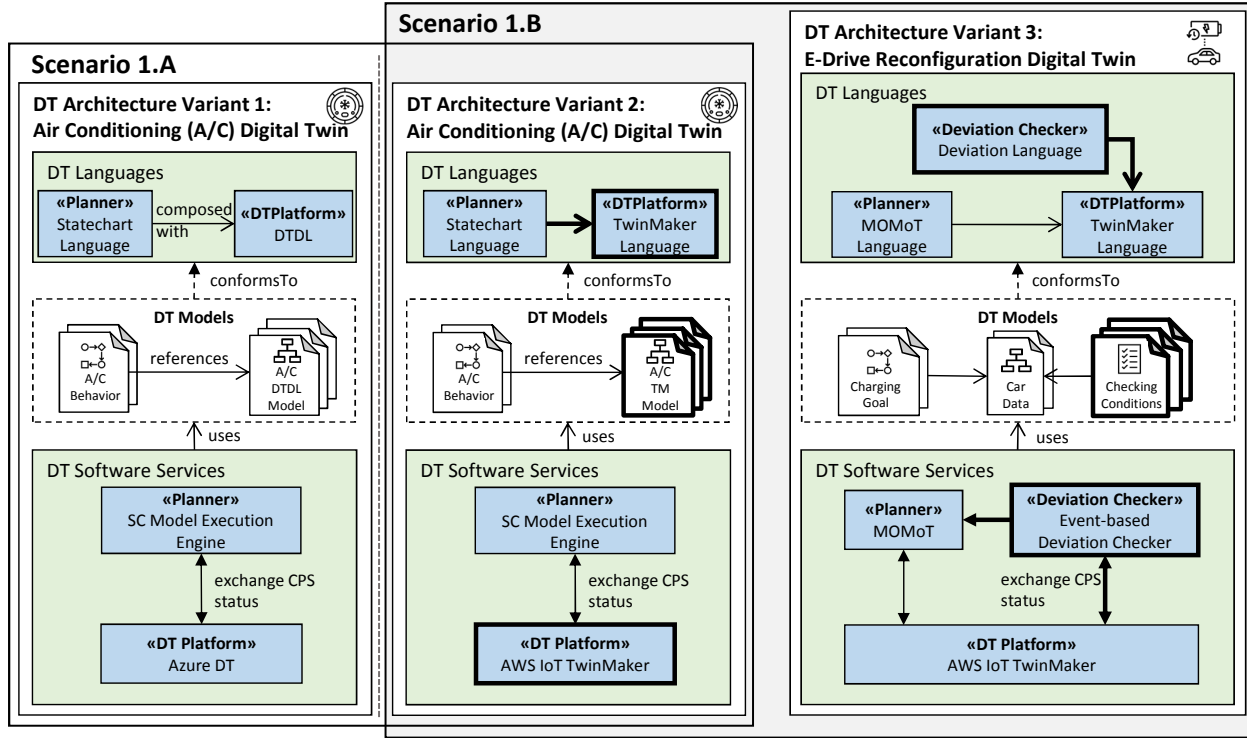 Scenario 1.A
DT Architecture Variant 1:
Air Conditioning (A/C) Digital Twin
DT Languages
«Planner»
Statechart
Language
composed
with
«DTPlatform»
DTDL
conformsTo
DT Models
A/C
Behavior
references
A/C
DTDL
Model
uses
DT Software Services
«Planner»
SC Model Execution
Engine
exchange CPS
status
«DT Platform»
Azure DT
Scenario 1.B
DT Architecture Variant 2:
Air Conditioning (A/C) Digital Twin
DT Languages
«Planner»
Statechart
Language
«DTPlatform»
TwinMaker
Language
conformsTo
DT Models
A/C
Behavior
references
A/C
TM
Model
uses
DT Software Services
«Planner»
SC Model Execution
Engine
exchange CPS
status
«DT Platform»
AWS IoT TwinMaker
DT Architecture Variant 3:
E-Drive Reconfiguration Digital Twin
DT Languages
«Deviation Checker»
Deviation Language
«Planner»
MOMoT
Language
«DTPlatform»
TwinMaker
Language
conformsTo
DT Models
Charging
Goal
Car
Data
Checking
Conditions
uses
DT Software Services
«Planner»
MOMoT
«Deviation Checker»
Event-based
Deviation Checker
exchange CPS
status
«DT Platform»
AWS IoT TwinMaker